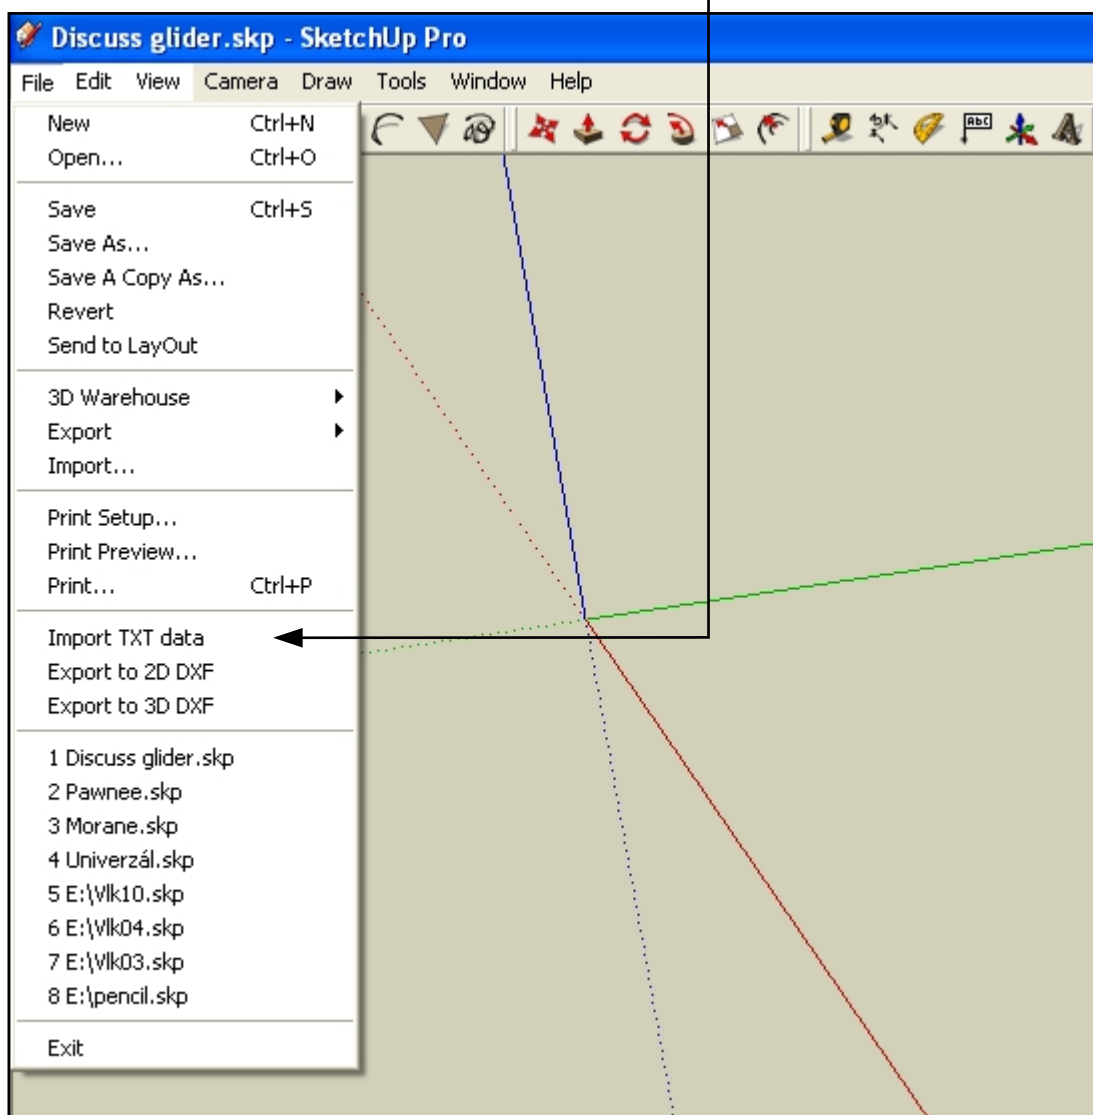 Discuss glider.skp - SketchUp Pro
File Edit View Camera Draw Tools Window Help
New Ctrl+N
Open... Ctrl+O
Save Ctrl+S
Save As...
Save A Copy As...
Revert
Send to LayOut
3D Warehouse
Export
Import...
Print Setup...
Print Preview...
Print... Ctrl+P
Import TXT data
Export to 2D DXF
Export to 3D DXF
1 Discuss glider.skp
2 Pawnee.skp
3 Morane.skp
4 Univerzál.skp
5 E:\Vlk10.skp
6 E:\Vlk04.skp
7 E:\Vlk03.skp
8 E:\pencil.skp
Exit
ABC